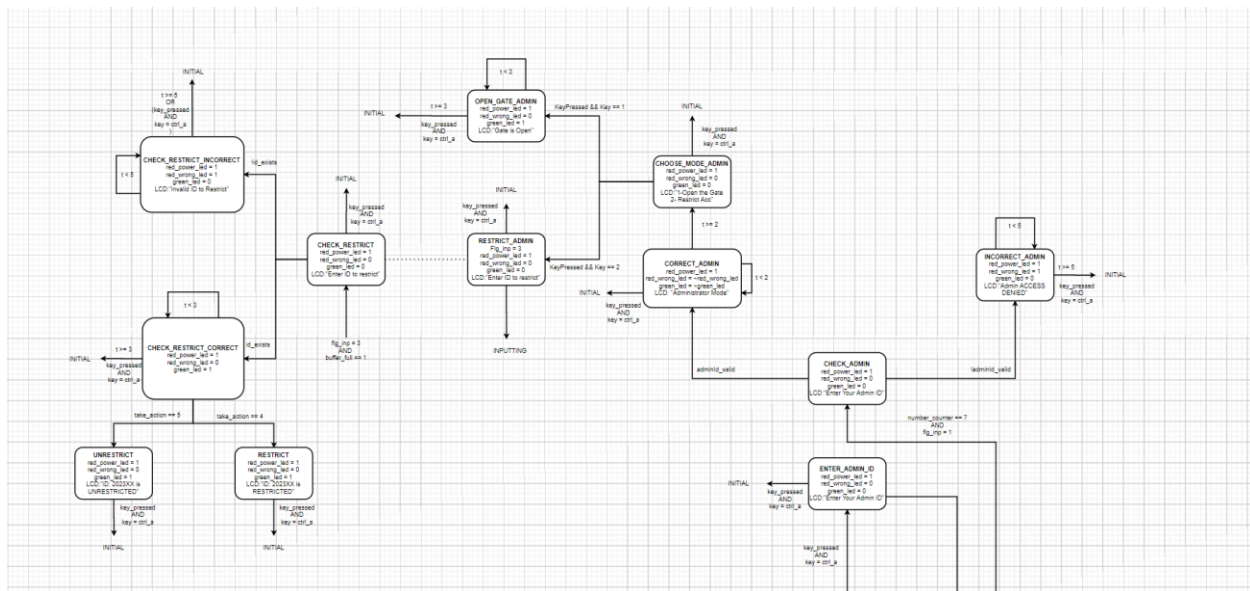 INITIAL
t >= 5
OR
(key_pressed
AND
key = ctrl_a
)
CHECK_RESTRICT_INCORRECT
red_power_led = 1
red_wrong_led = 1
green_led = 0
LCD:"Invalid ID to Restrict"
t < 5
!id_exists
INITIAL
key_pressed
AND
key = ctrl_a
CHECK_RESTRICT
red_power_led = 1
red_wrong_led = 0
green_led = 0
LCD:"Enter ID to restrict"
flg_inp = 3
AND
buffer_full == 1
t < 3
CHECK_RESTRICT_CORRECT
red_power_led = 1
red_wrong_led = 0
green_led = 1
id_exists
INITIAL
t >= 3
key_pressed
AND
key = ctrl_a
take_action == 5
take_action == 4
UNRESTRICT
red_power_led = 1
red_wrong_led = 0
green_led = 1
LCD:"ID: 2023XX is
UNRESTRICTED"
key_pressed
AND
key = ctrl_a
INITIAL
RESTRICT
red_power_led = 1
red_wrong_led = 0
green_led = 1
LCD:"ID: 2023XX is
RESTRICTED"
key_pressed
AND
key = ctrl_a
INITIAL
t < 3
OPEN_GATE_ADMIN
red_power_led = 1
red_wrong_led = 0
green_led = 1
LCD:"Gate is Open"
INITIAL
t >= 3
key_pressed
AND
key = ctrl_a
KeyPressed && Key == 1
INITIAL
key_pressed
AND
key = ctrl_a
RESTRICT_ADMIN
Flg_inp = 3
red_power_led = 1
red_wrong_led = 0
green_led = 0
LCD:"Enter ID to restrict"
KeyPressed && Key == 2
INPUTTING
INITIAL
key_pressed
AND
key = ctrl_a
CHOOSE_MODE_ADMIN
red_power_led = 1
red_wrong_led = 0
green_led = 0
LCD:"1-Open the Gate
2- Restrict Acc"
t >= 2
CORRECT_ADMIN
red_power_led = 1
red_wrong_led = ~red_wrong_led
green_led = ~green_led
LCD: "Administrator Mode"
t < 2
INITIAL
key_pressed
AND
key = ctrl_a
t < 5
INCORRECT_ADMIN
red_power_led = 1
red_wrong_led = 1
green_led = 0
LCD:"Admin ACCESS
DENIED"
t >= 5
INITIAL
key_pressed
AND
key = ctrl_a
adminId_valid
CHECK_ADMIN
red_power_led = 1
red_wrong_led = 0
green_led = 0
LCD:"Enter Your Admin ID"
!adminId_valid
number_counter == 7
AND
flg_inp = 1
ENTER_ADMIN_ID
red_power_led = 1
red_wrong_led = 0
green_led = 0
LCD:"Enter Your Admin ID"
INITIAL
key_pressed
AND
key = ctrl_a
key_pressed
AND
key = ctrl_a